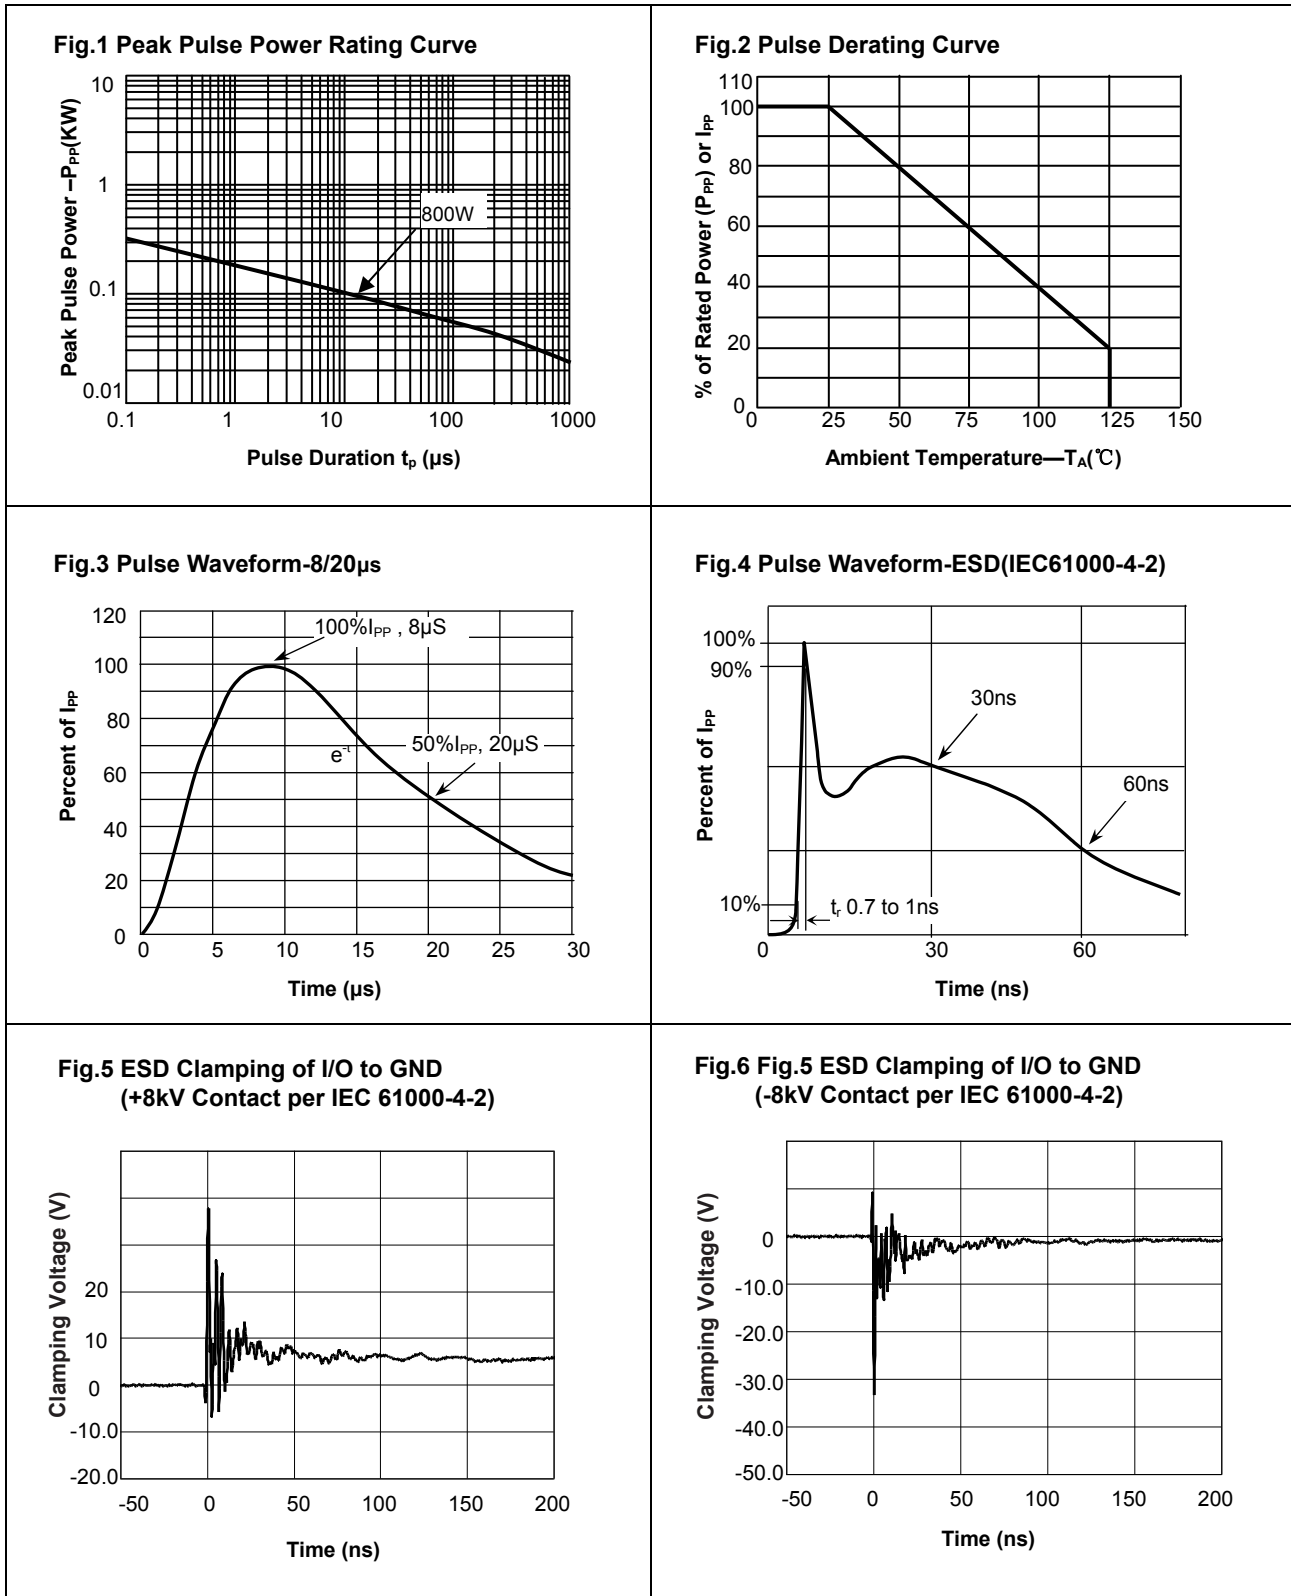 Fig.1 Peak Pulse Power Rating Curve
Peak Pulse Power –PPP(KW)
10
1
0.1
0.01
800W
0.1 1 10 100 1000
Pulse Duration tp (µs)
Fig.2 Pulse Derating Curve
% of Rated Power (PPP) or IPP
110
100
80
60
40
20
0
0 25 50 75 100 125 150
Ambient Temperature—TA(℃)
Fig.3 Pulse Waveform-8/20µs
Percent of IPP
120
100
80
60
40
20
0
100%IPP , 8µS
e-t
50%IPP, 20µS
0 5 10 15 20 25 30
Time (µs)
Fig.4 Pulse Waveform-ESD(IEC61000-4-2)
Percent of IPP
100%
90%
10%
30ns
60ns
tr 0.7 to 1ns
0 30 60
Time (ns)
Fig.5 ESD Clamping of I/O to GND
(+8kV Contact per IEC 61000-4-2)
Clamping Voltage (V)
20
10
0
-10.0
-20.0
-50 0 50 100 150 200
Time (ns)
Fig.6 Fig.5 ESD Clamping of I/O to GND
(-8kV Contact per IEC 61000-4-2)
Clamping Voltage (V)
0
-10.0
-20.0
-30.0
-40.0
-50.0
-50 0 50 100 150 200
Time (ns)